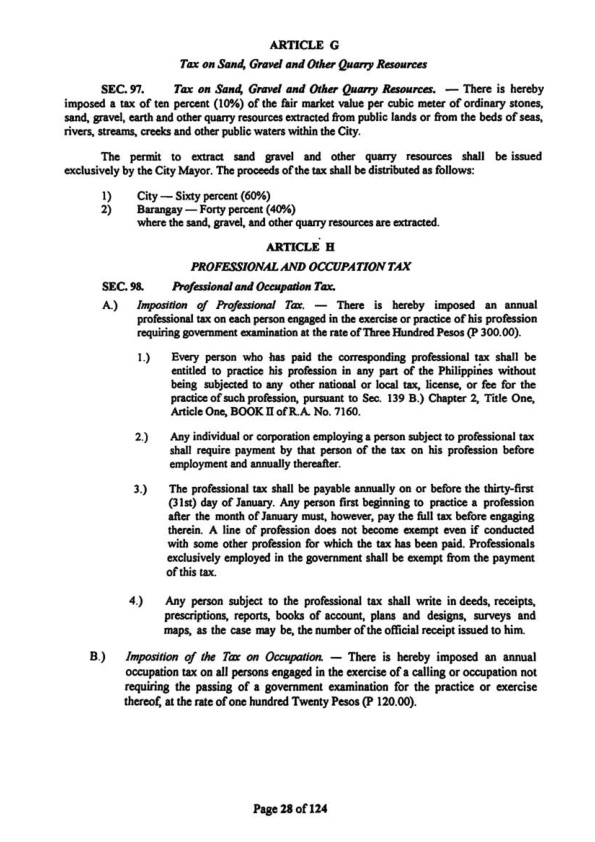 ARTICLE G
Tax on Sand, Gravel and Other Quarry Resources
SEC. 97. Tax on Sand, Gravel and Other Quarry Resources. — There is hereby
imposed a tax of ten percent (10%) of the fair market value per cubic meter of ordinary stones,
sand, gravel, earth and other quarry resources extracted from public lands or from the beds of seas,
rivers, streams, creeks and other public waters within the City.
The permit to extract sand gravel and other quarry resources shall be issued
exclusively by the City Mayor. The proceeds of the tax shall be distributed as follows:
1) City — Sixty percent (60%)
2) Barangay — Forty percent (40%)
where the sand, gravel, and other quarry resources are extracted.
ARTICLE H
PROFESSIONAL AND OCCUPATION TAX
SEC. 98. Professional and Occupation Tax.
A.) Imposition of Professional Tax. — There is hereby imposed an annual
professional tax on each person engaged in the exercise or practice of his profession
requiring government examination at the rate of Three Hundred Pesos (P 300.00).
1.) Every person who has paid the corresponding professional tax shall be
entitled to practice his profession in any part of the Philippines without
being subjected to any other national or local tax, license, or fee for the
practice of such profession, pursuant to Sec. 139 B.) Chapter 2, Title One,
Article One, BOOK II of R.A. No. 7160.
2.) Any individual or corporation employing a person subject to professional tax
shall require payment by that person of the tax on his profession before
employment and annually thereafter.
3.) The professional tax shall be payable annually on or before the thirty-first
(31st) day of January. Any person first beginning to practice a profession
after the month of January must, however, pay the full tax before engaging
therein. A line of profession does not become exempt even if conducted
with some other profession for which the tax has been paid. Professionals
exclusively employed in the government shall be exempt from the payment
of this tax.
4.) Any person subject to the professional tax shall write in deeds, receipts,
prescriptions, reports, books of account, plans and designs, surveys and
maps, as the case may be, the number of the official receipt issued to him.
B.) Imposition of the Tax on Occupation. — There is hereby imposed an annual
occupation tax on all persons engaged in the exercise of a calling or occupation not
requiring the passing of a government examination for the practice or exercise
thereof, at the rate of one hundred Twenty Pesos (P 120.00).
Page 28 of 124